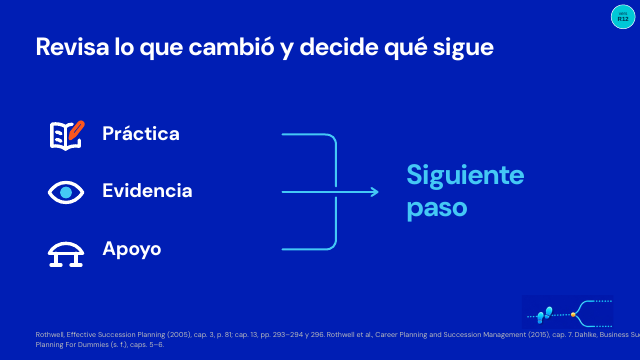 R12
Revisa lo que cambió y decide qué sigue
Práctica
Evidencia
Apoyo
Siguiente
paso
Rothwell, Effective Succession Planning (2005), cap. 3, p. 81; cap. 13, pp. 293–294 y 296. Rothwell et al., Career Planning and Succession Management (2015), cap. 7. Dahlke, Business
Planning For Dummies (s. f.), caps. 5–6.